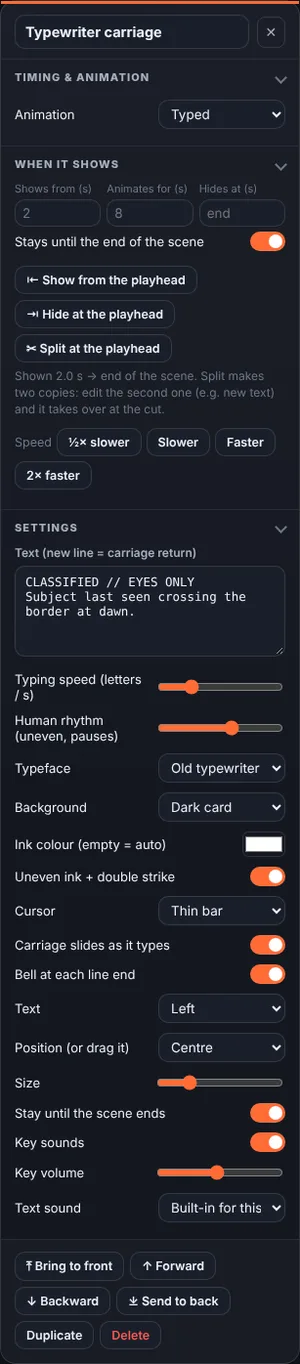 Typewriter carriage
✕
TIMING & ANIMATION
Animation
Typed
WHEN IT SHOWS
Shows from (s) Animates for (s) Hides at (s)
2 8 end
Stays until the end of the scene
⇤ Show from the playhead
⇥ Hide at the playhead
✂ Split at the playhead
Shown 2.0 s → end of the scene. Split makes
two copies: edit the second one (e.g. new text)
and it takes over at the cut.
Speed ½× slower Slower Faster
2× faster
SETTINGS
Text (new line = carriage return)
CLASSIFIED // EYES ONLY
Subject last seen crossing the
border at dawn.
Typing speed (letters
/ s)
Human rhythm
(uneven, pauses)
Typeface Old typewriter
Background Dark card
Ink colour (empty = auto)
Uneven ink + double strike
Cursor Thin bar
Carriage slides as it types
Bell at each line end
Text Left
Position (or drag it) Centre
Size
Stay until the scene ends
Key sounds
Key volume
Text sound Built-in for this
⤒ Bring to front ↑ Forward
↓ Backward ⤓ Send to back
Duplicate Delete